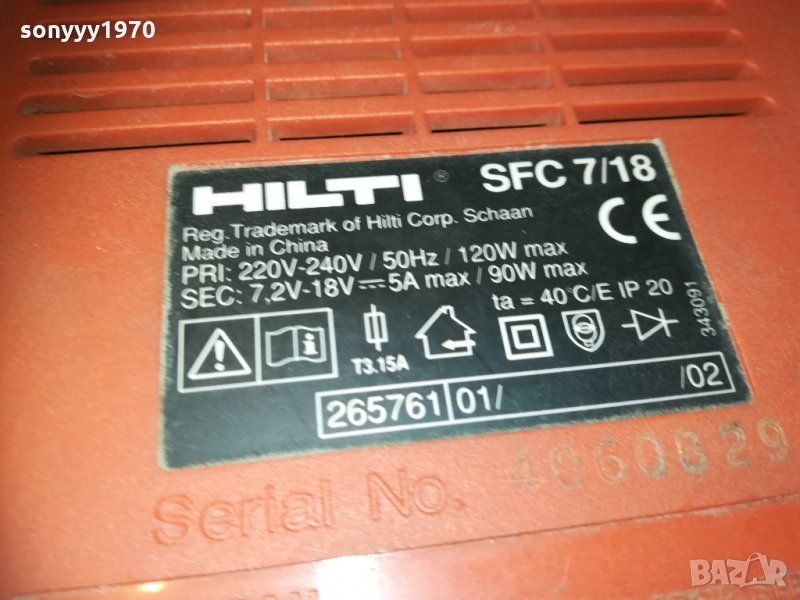 sonyyy1970
HILTI ® SFC 7/18
Reg. Trademark of Hilti Corp. Schaan
Made in China
CE
PRI: 220V-240V / 50Hz / 120W max
SEC: 7,2V-18V⎓5A max / 90W max
ta = 40°C/E IP 20
343091
T3.15A
265761 01/ /02
Serial No. 4060829
BAZAR